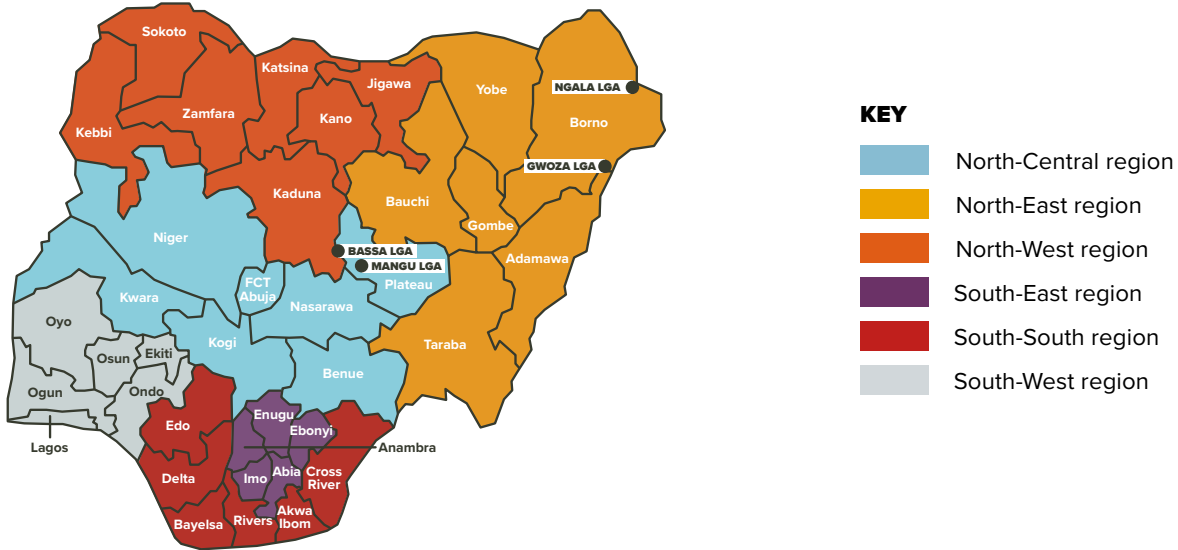 Sokoto
Katsina
Jigawa
Yobe
NGALA LGA
Zamfara
Kano
Borno
Kebbi
GWOZA LGA
Kaduna
Bauchi
Gombe
Niger
BASSA LGA
Adamawa
MANGU LGA
FCT
Abuja
Plateau
Kwara
Nasarawa
Oyo
Kogi
Taraba
Osun
Ekiti
Benue
Ogun
Ondo
Enugu
Edo
Ebonyi
Lagos
Anambra
Delta
Imo
Abia
Cross
River
Bayelsa
Rivers
Akwa
Ibom
KEY
North-Central region
North-East region
North-West region
South-East region
South-South region
South-West region